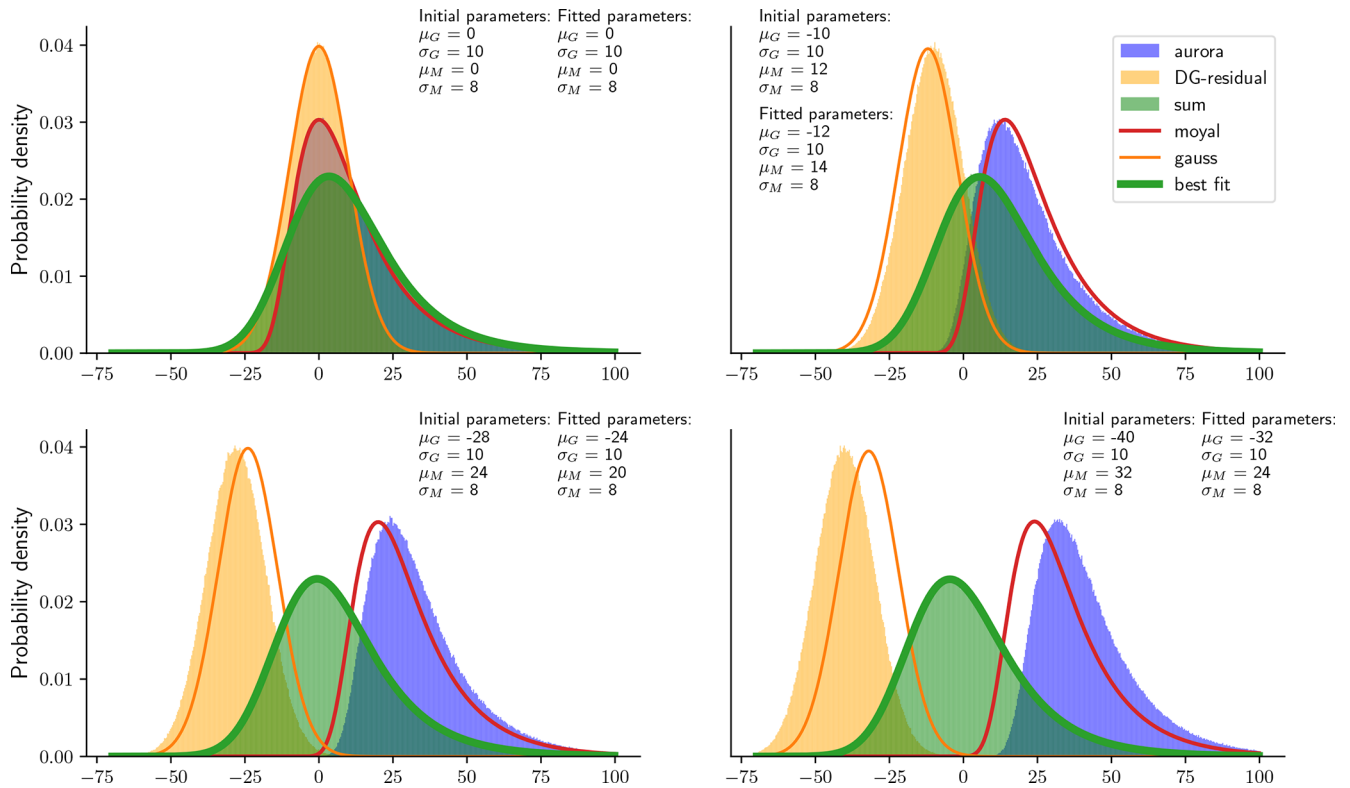 Initial parameters: Fitted parameters:
μG = 0 μG = 0
σG = 10 σG = 10
μM = 0 μM = 0
σM = 8 σM = 8
0.04
0.03
0.02
0.01
0.00
Probability density
−75 −50 −25 0 25 50 75 100
Initial parameters:
μG = -10
σG = 10
μM = 12
σM = 8
Fitted parameters:
μG = -12
σG = 10
μM = 14
σM = 8
aurora
DG-residual
sum
moyal
gauss
best fit
−75 −50 −25 0 25 50 75 100
Initial parameters: Fitted parameters:
μG = -28 μG = -24
σG = 10 σG = 10
μM = 24 μM = 20
σM = 8 σM = 8
0.04
0.03
0.02
0.01
0.00
Probability density
−75 −50 −25 0 25 50 75 100
Initial parameters: Fitted parameters:
μG = -40 μG = -32
σG = 10 σG = 10
μM = 32 μM = 24
σM = 8 σM = 8
−75 −50 −25 0 25 50 75 100